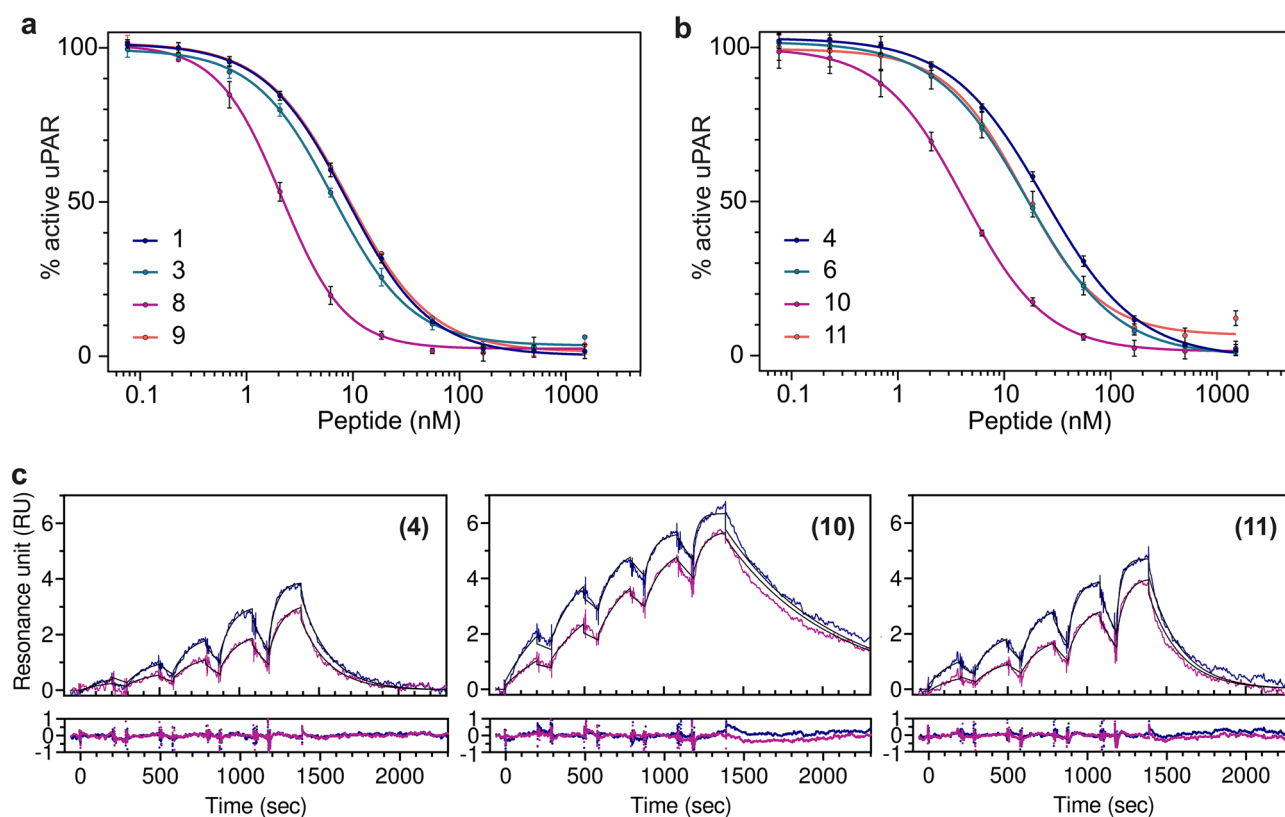 a
% active uPAR
100
50
0
1
3
8
9
0.1 1 10 100 1000
Peptide (nM)
b
% active uPAR
100
50
0
4
6
10
11
0.1 1 10 100 1000
Peptide (nM)
c
Resonance unit (RU)
6
4
2
0
(4)
1
0
-1
0 500 1000 1500 2000
Time (sec)
6
4
2
0
(10)
1
0
-1
0 500 1000 1500 2000
Time (sec)
6
4
2
0
(11)
1
0
-1
0 500 1000 1500 2000
Time (sec)